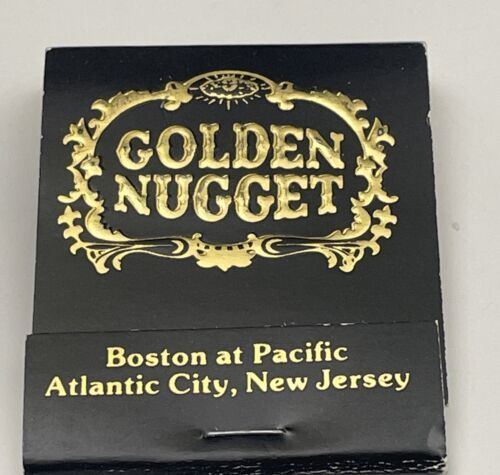 GOLDEN
NUGGET
Boston at Pacific
Atlantic City, New Jersey